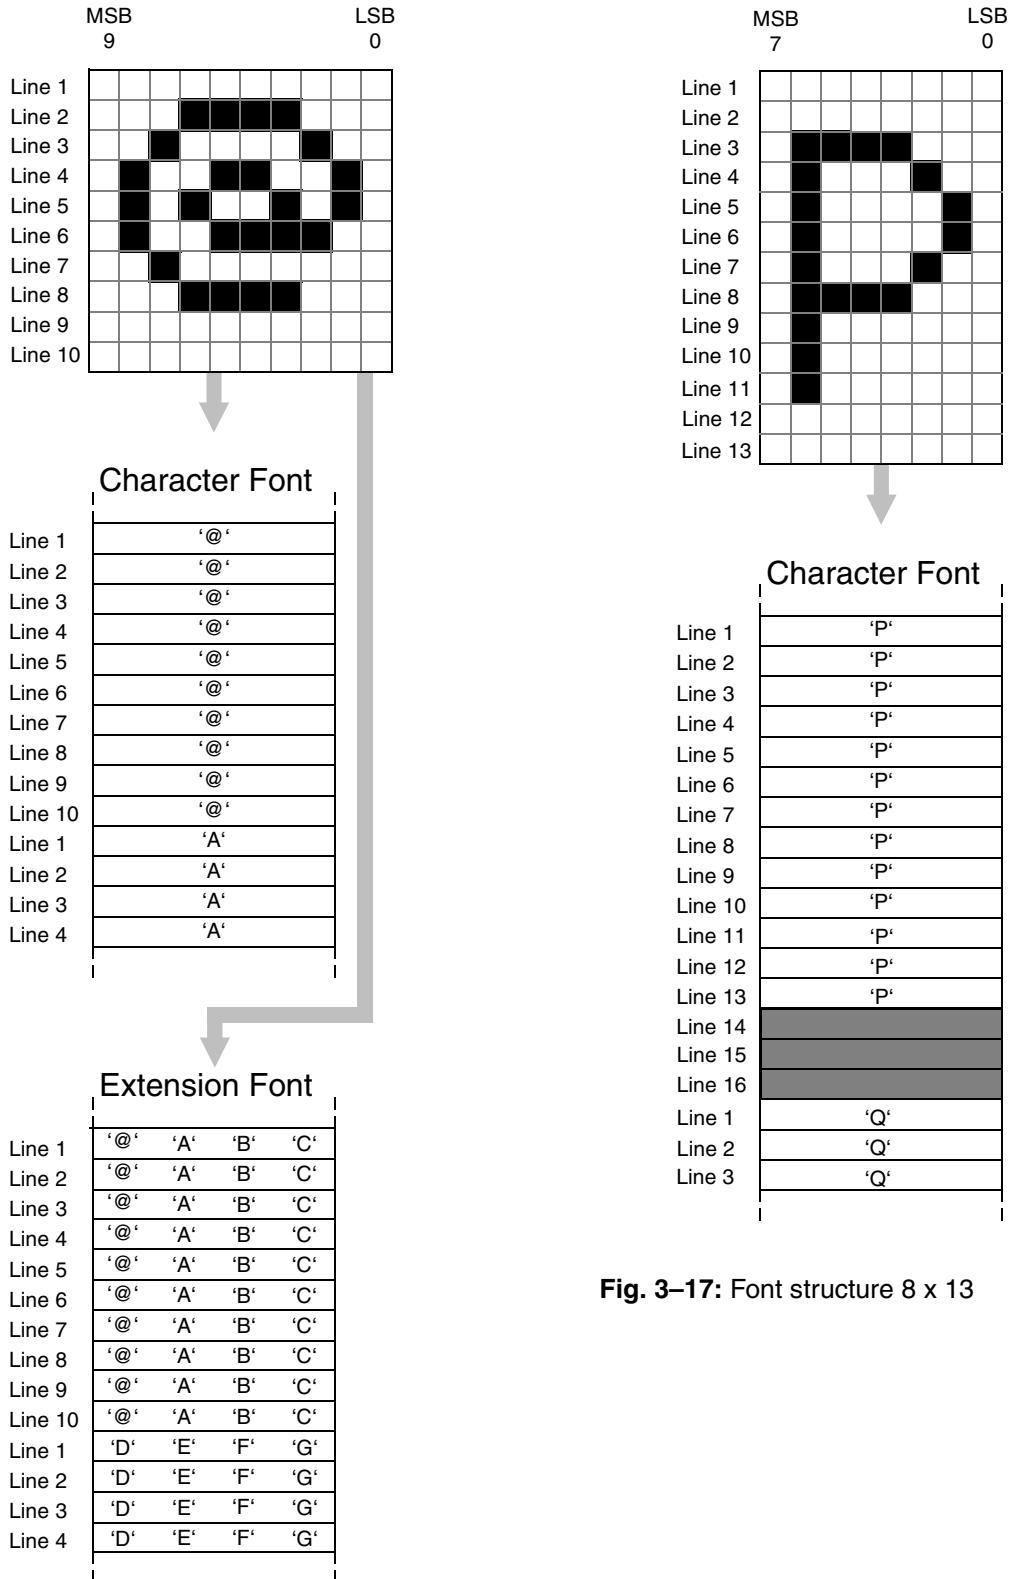 MSB LSB
9 0
Line 1
Line 2
Line 3
Line 4
Line 5
Line 6
Line 7
Line 8
Line 9
Line 10
Character Font
Line 1 ‘@‘
Line 2 ‘@‘
Line 3 ‘@‘
Line 4 ‘@‘
Line 5 ‘@‘
Line 6 ‘@‘
Line 7 ‘@‘
Line 8 ‘@‘
Line 9 ‘@‘
Line 10 ‘@‘
Line 1 ‘A‘
Line 2 ‘A‘
Line 3 ‘A‘
Line 4 ‘A‘
Extension Font
Line 1 ‘@‘ ‘A‘ ‘B‘ ‘C‘
Line 2 ‘@‘ ‘A‘ ‘B‘ ‘C‘
Line 3 ‘@‘ ‘A‘ ‘B‘ ‘C‘
Line 4 ‘@‘ ‘A‘ ‘B‘ ‘C‘
Line 5 ‘@‘ ‘A‘ ‘B‘ ‘C‘
Line 6 ‘@‘ ‘A‘ ‘B‘ ‘C‘
Line 7 ‘@‘ ‘A‘ ‘B‘ ‘C‘
Line 8 ‘@‘ ‘A‘ ‘B‘ ‘C‘
Line 9 ‘@‘ ‘A‘ ‘B‘ ‘C‘
Line 10 ‘@‘ ‘A‘ ‘B‘ ‘C‘
Line 1 ‘D‘ ‘E‘ ‘F‘ ‘G‘
Line 2 ‘D‘ ‘E‘ ‘F‘ ‘G‘
Line 3 ‘D‘ ‘E‘ ‘F‘ ‘G‘
Line 4 ‘D‘ ‘E‘ ‘F‘ ‘G‘
MSB LSB
7 0
Line 1
Line 2
Line 3
Line 4
Line 5
Line 6
Line 7
Line 8
Line 9
Line 10
Line 11
Line 12
Line 13
Character Font
Line 1 ‘P‘
Line 2 ‘P‘
Line 3 ‘P‘
Line 4 ‘P‘
Line 5 ‘P‘
Line 6 ‘P‘
Line 7 ‘P‘
Line 8 ‘P‘
Line 9 ‘P‘
Line 10 ‘P‘
Line 11 ‘P‘
Line 12 ‘P‘
Line 13 ‘P‘
Line 14
Line 15
Line 16
Line 1 ‘Q‘
Line 2 ‘Q‘
Line 3 ‘Q‘
Fig. 3–17: Font structure 8 x 13